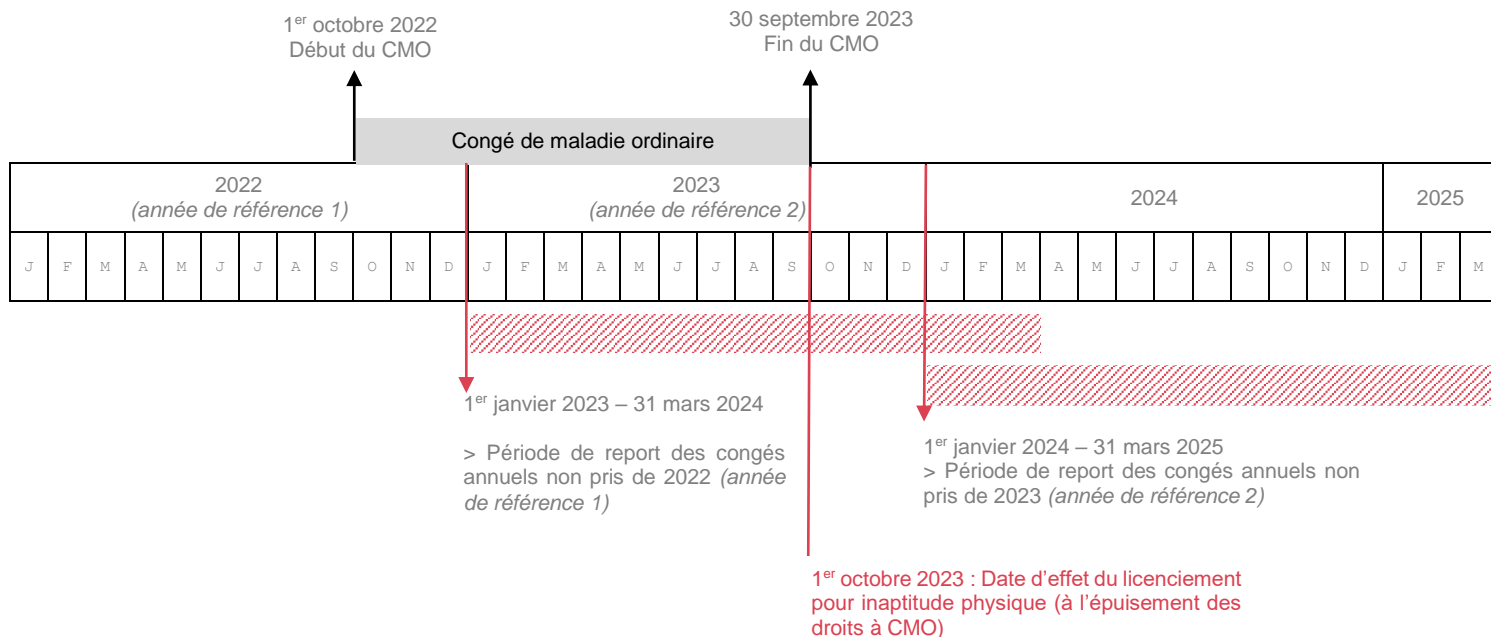 1er octobre 2022
Début du CMO
30 septembre 2023
Fin du CMO
Congé de maladie ordinaire
2022
(année de référence 1)
2023
(année de référence 2)
2024
2025
J F M A M J J A S O N D J F M A M J J A S O N D J F M A M J J A S O N D J F M
1er janvier 2023 – 31 mars 2024
> Période de report des congés
annuels non pris de 2022 (année
de référence 1)
1er janvier 2024 – 31 mars 2025
> Période de report des congés annuels non
pris de 2023 (année de référence 2)
1er octobre 2023 : Date d'effet du licenciement
pour inaptitude physique (à l'épuisement des
droits à CMO)